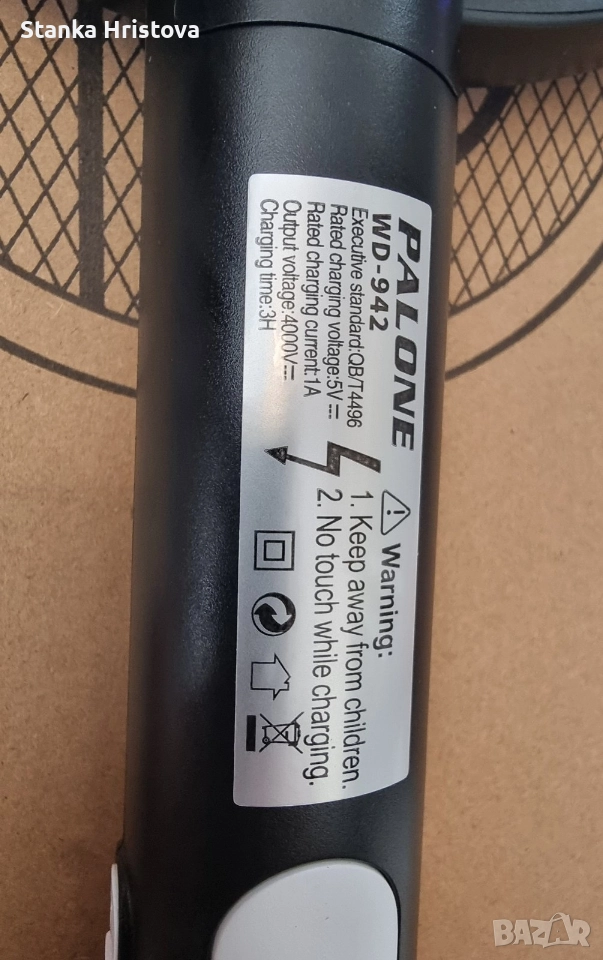 Stanka Hristova
PALONE
WD-942
Executive standard:QB/T4496
Rated charging voltage:5V⎓
Rated charging current:1A
Output voltage:4000V⎓
Charging time:3H
Warning:
1. Keep away from children.
2. No touch while charging.
BAZAR